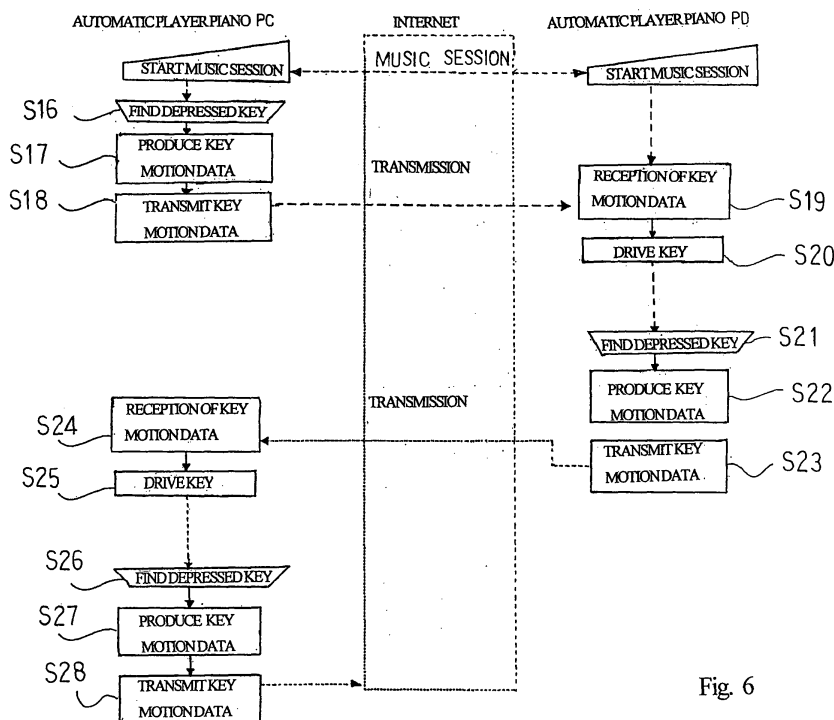 AUTOMATIC PLAYER PIANO PC
INTERNET
AUTOMATIC PLAYER PIANO PD
START MUSIC SESSION
MUSIC SESSION
START MUSIC SESSION
S16
FIND DEPRESSED KEY
S17
PRODUCE KEY
MOTION DATA
TRANSMISSION
S18
TRANSMIT KEY
MOTION DATA
RECEPTION OF KEY
MOTION DATA
S19
DRIVE KEY
S20
FIND DEPRESSED KEY
S21
PRODUCE KEY
MOTION DATA
S22
S24
RECEPTION OF KEY
MOTION DATA
TRANSMISSION
TRANSMIT KEY
MOTION DATA
S23
S25
DRIVE KEY
S26
FIND DEPRESSED KEY
S27
PRODUCE KEY
MOTION DATA
S28
TRANSMIT KEY
MOTION DATA
Fig. 6